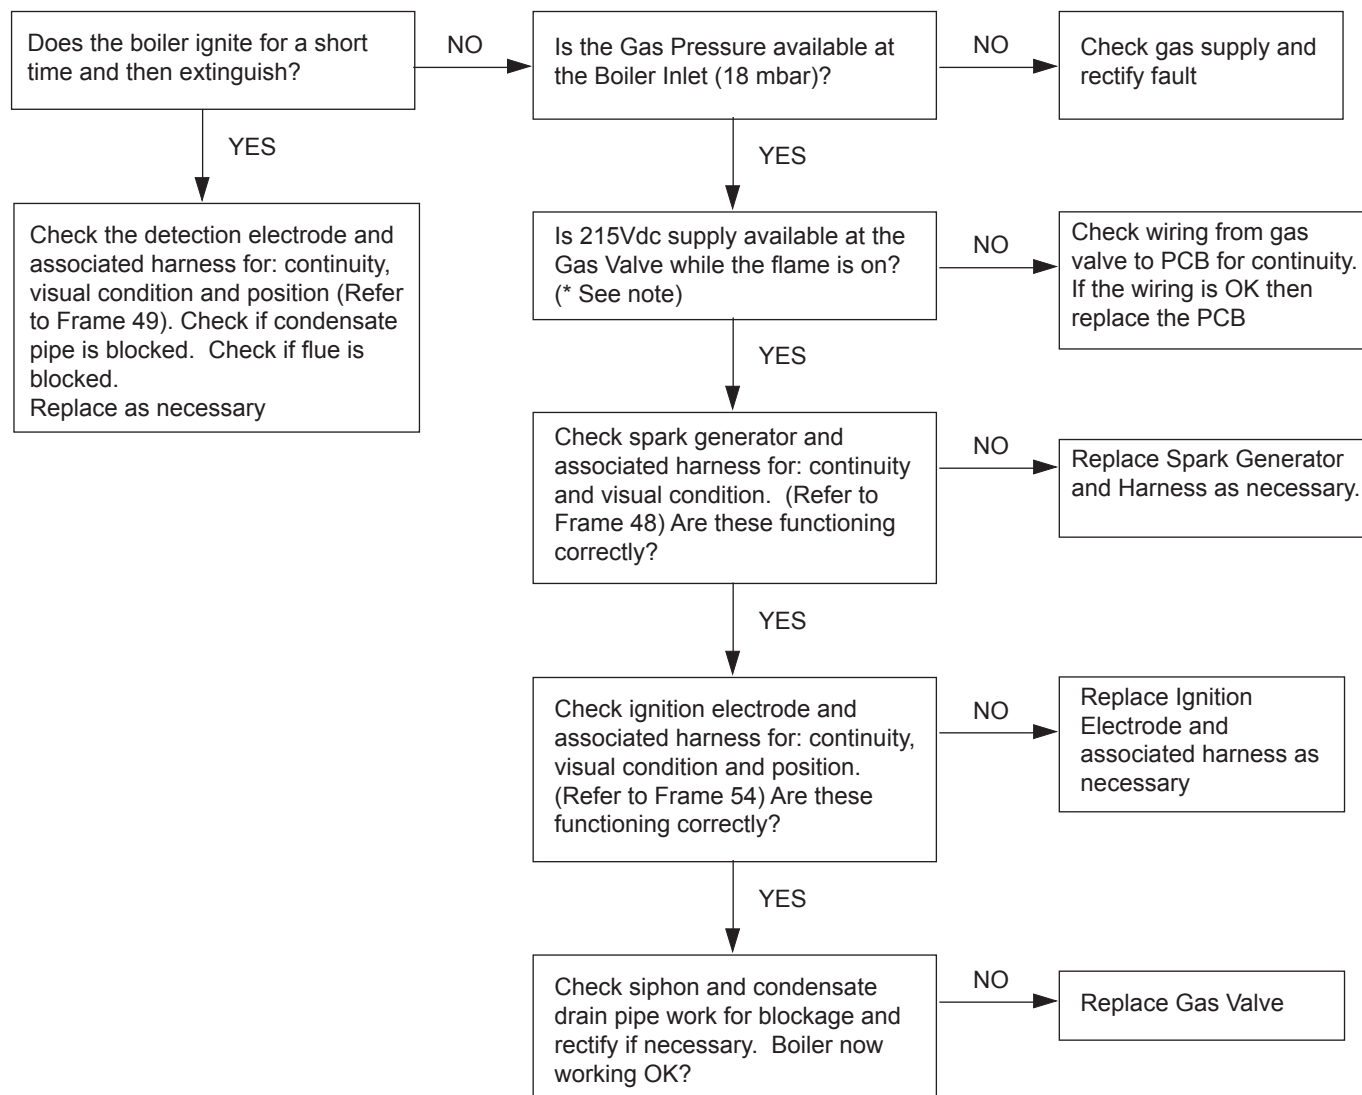 Does the boiler ignite for a short
time and then extinguish?
NO
Is the Gas Pressure available at
the Boiler Inlet (18 mbar)?
NO
Check gas supply and
rectify fault
YES
YES
Check the detection electrode and
associated harness for: continuity,
visual condition and position (Refer
to Frame 49). Check if condensate
pipe is blocked.  Check if flue is
blocked.
Replace as necessary
Is 215Vdc supply available at the
Gas Valve while the flame is on?
(* See note)
NO
Check wiring from gas
valve to PCB for continuity.
If the wiring is OK then
replace the PCB
YES
Check spark generator and
associated harness for: continuity
and visual condition.  (Refer to
Frame 48) Are these functioning
correctly?
NO
Replace Spark Generator
and Harness as necessary.
YES
Check ignition electrode and
associated harness for: continuity,
visual condition and position.
(Refer to Frame 54) Are these
functioning correctly?
NO
Replace Ignition
Electrode and
associated harness as
necessary
YES
Check siphon and condensate
drain pipe work for blockage and
rectify if necessary.  Boiler now
working OK?
NO
Replace Gas Valve